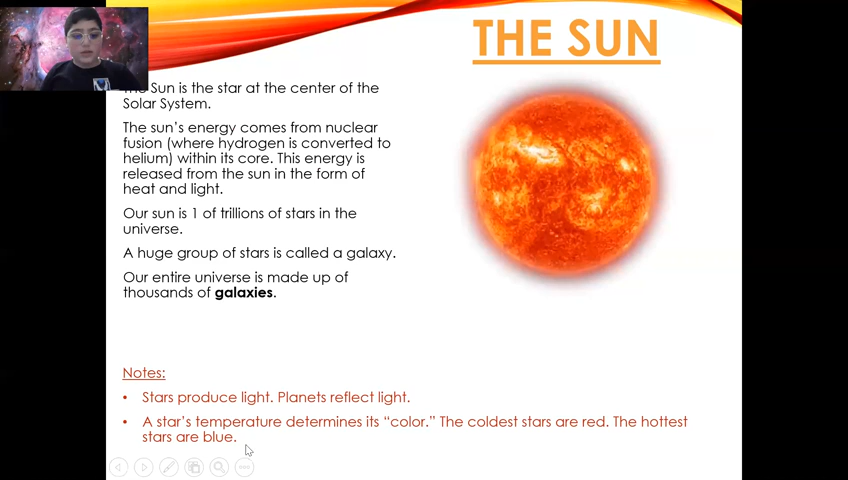 THE SUN
The Sun is the star at the center of the
Solar System.
The sun's energy comes from nuclear
fusion (where hydrogen is converted to
helium) within its core. This energy is
released from the sun in the form of
heat and light.
Our sun is 1 of trillions of stars in the
universe.
A huge group of stars is called a galaxy.
Our entire universe is made up of
thousands of galaxies.
Notes:
• Stars produce light. Planets reflect light.
• A star's temperature determines its “color.” The coldest stars are red. The hottest
stars are blue.